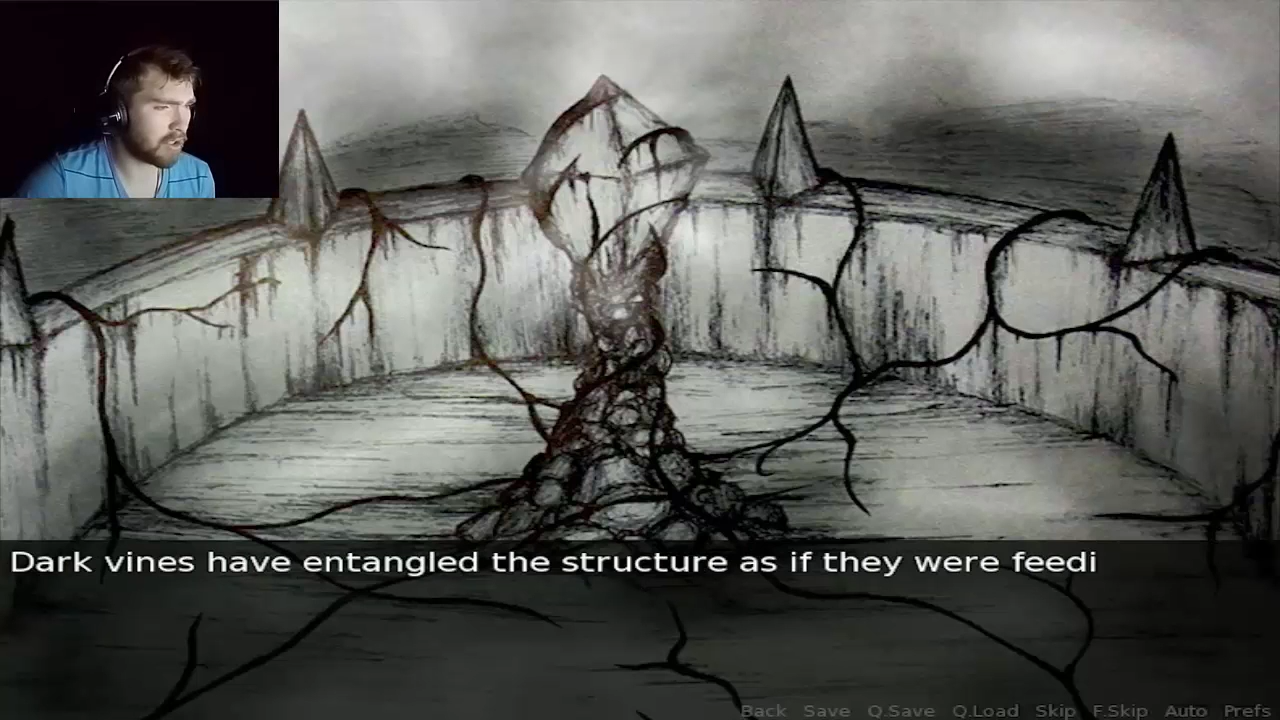 Dark vines have entangled the structure as if they were feedi
Back Save Q.Save Q.Load Skip F.Skip Auto Prefs